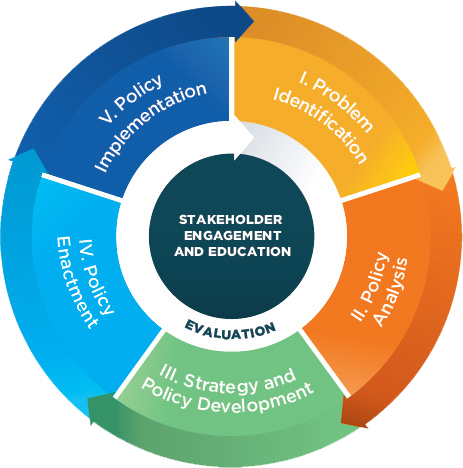 I. Problem
Identification
II. Policy
Analysis
III. Strategy and
Policy Development
IV. Policy
Enactment
V. Policy
Implementation
STAKEHOLDER
ENGAGEMENT
AND EDUCATION
EVALUATION